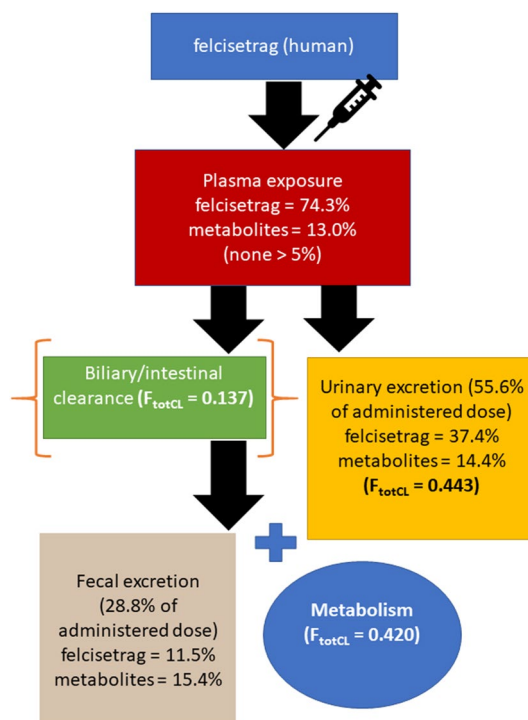 felcisetrag (human)
Plasma exposure
felcisetrag = 74.3%
metabolites = 13.0%
(none > 5%)
Biliary/intestinal
clearance (FtotCL = 0.137)
Urinary excretion (55.6%
of administered dose)
felcisetrag = 37.4%
metabolites = 14.4%
(FtotCL = 0.443)
Fecal excretion
(28.8% of
administered dose)
felcisetrag = 11.5%
metabolites = 15.4%
Metabolism
(FtotCL = 0.420)